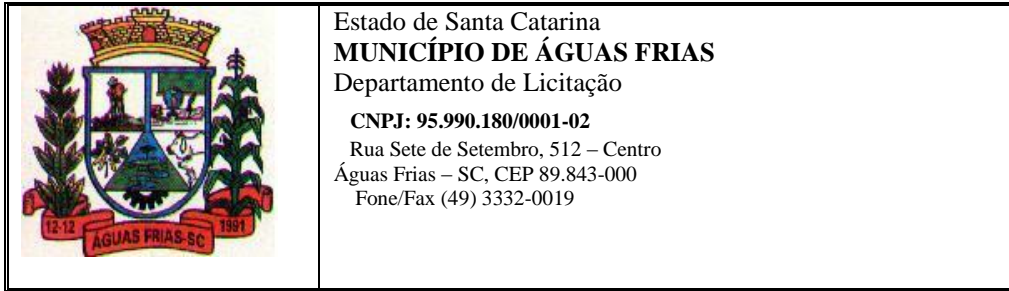 Estado de Santa Catarina
MUNICÍPIO DE ÁGUAS FRIAS
Departamento de Licitação
CNPJ: 95.990.180/0001-02
Rua Sete de Setembro, 512 – Centro
Águas Frias – SC, CEP 89.843-000
Fone/Fax (49) 3332-0019
12-12
ÁGUAS FRIAS-SC
1991